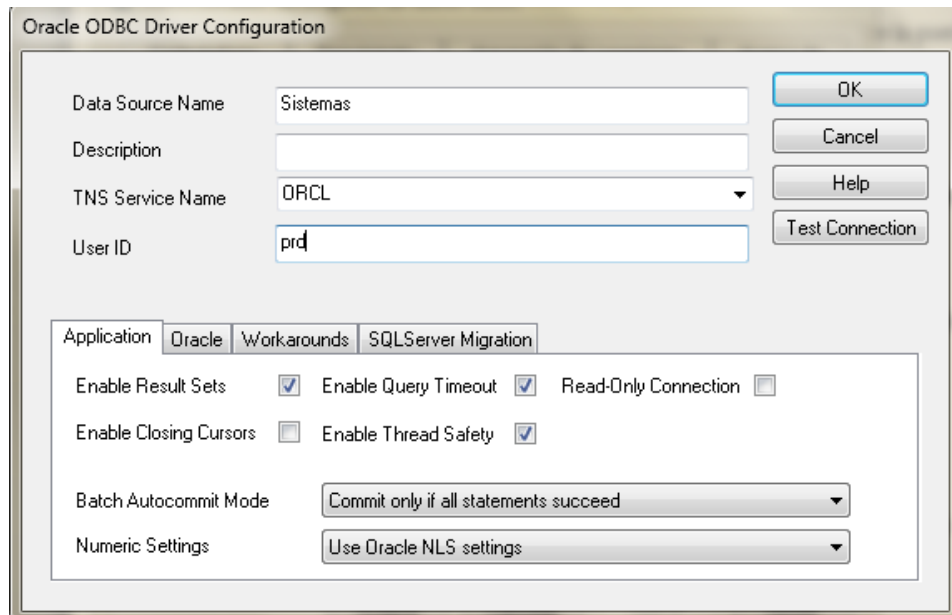 Oracle ODBC Driver Configuration
Data Source Name Sistemas OK
Description Cancel
TNS Service Name ORCL Help
User ID prd Test Connection
Application Oracle Workarounds SQLServer Migration
Enable Result Sets Enable Query Timeout Read-Only Connection
Enable Closing Cursors Enable Thread Safety
Batch Autocommit Mode Commit only if all statements succeed
Numeric Settings Use Oracle NLS settings